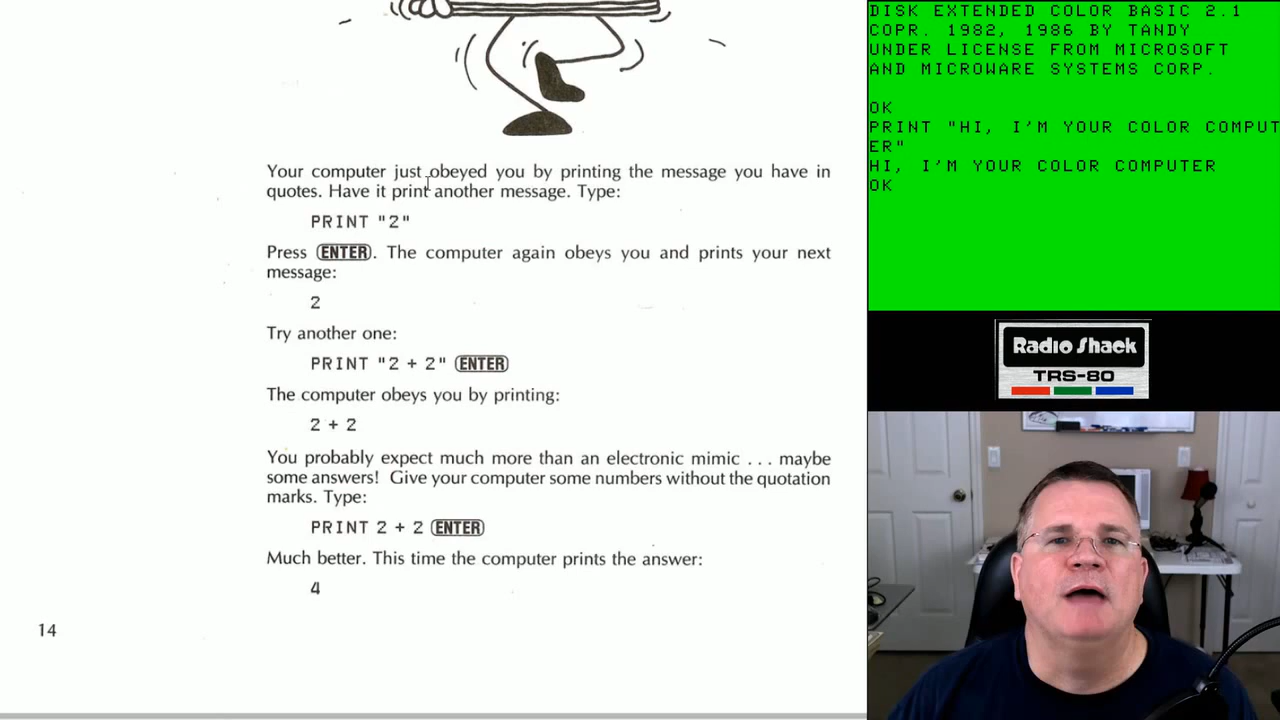 Your computer just obeyed you by printing the message you have in
quotes. Have it print another message. Type:
PRINT "2"
Press ENTER. The computer again obeys you and prints your next
message:
2
Try another one:
PRINT "2 + 2" ENTER
The computer obeys you by printing:
2 + 2
You probably expect much more than an electronic mimic . . . maybe
some answers! Give your computer some numbers without the quotation
marks. Type:
PRINT 2 + 2 ENTER
Much better. This time the computer prints the answer:
4
14
DISK EXTENDED COLOR BASIC 2.1
COPR. 1982, 1986 BY TANDY
UNDER LICENSE FROM MICROSOFT
AND MICROWARE SYSTEMS CORP.
OK
PRINT "HI, I'M YOUR COLOR COMPUT
ER"
HI, I'M YOUR COLOR COMPUTER
OK
Radio Shack
TRS-80